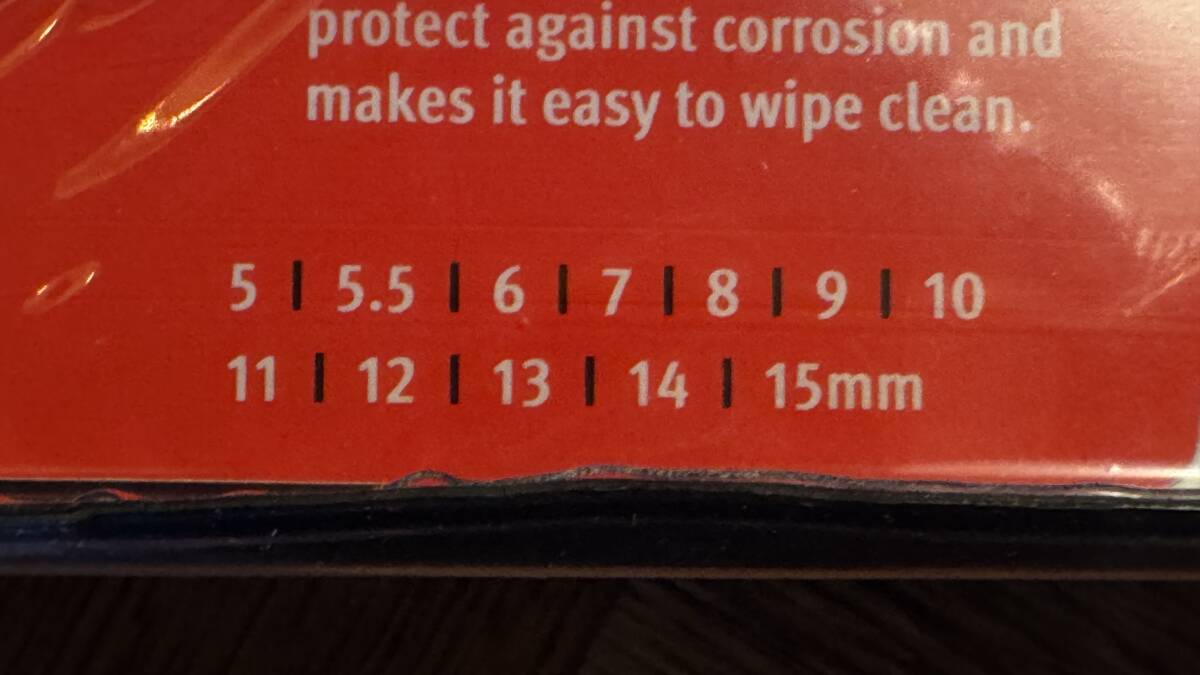 protect against corrosion and
makes it easy to wipe clean.
5 | 5.5 | 6 | 7 | 8 | 9 | 10
11 | 12 | 13 | 14 | 15mm